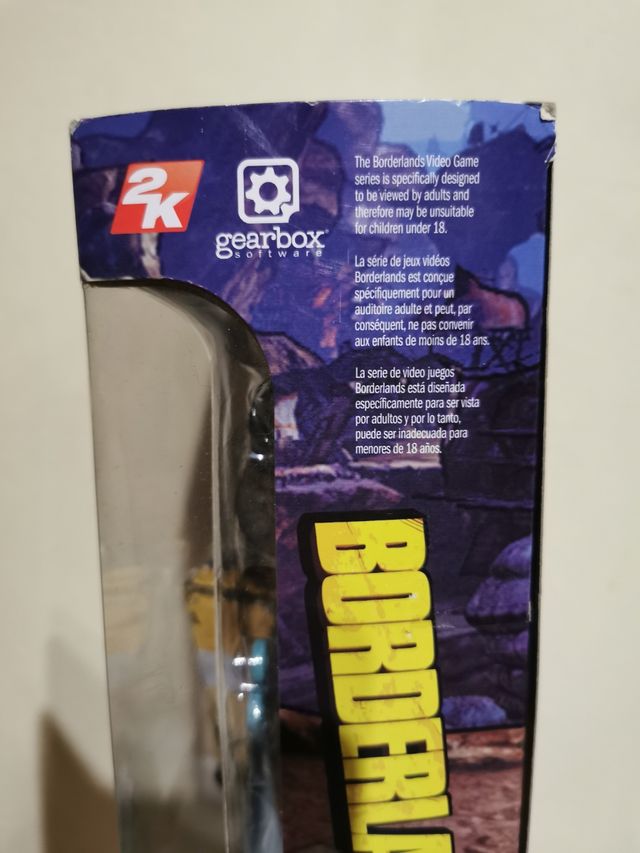 2K
gearbox
software
The Borderlands Video Game
series is specifically designed
to be viewed by adults and
therefore may be unsuitable
for children under 18.
La série de jeux vidéos
Borderlands est conçue
spécifiquement pour un
auditoire adulte et peut, par
conséquent, ne pas convenir
aux enfants de moins de 18 ans.
La serie de video juegos
Borderlands está diseñada
específicamente para ser vista
por adultos y por lo tanto,
puede ser inadecuada para
menores de 18 años.
BORDERLA